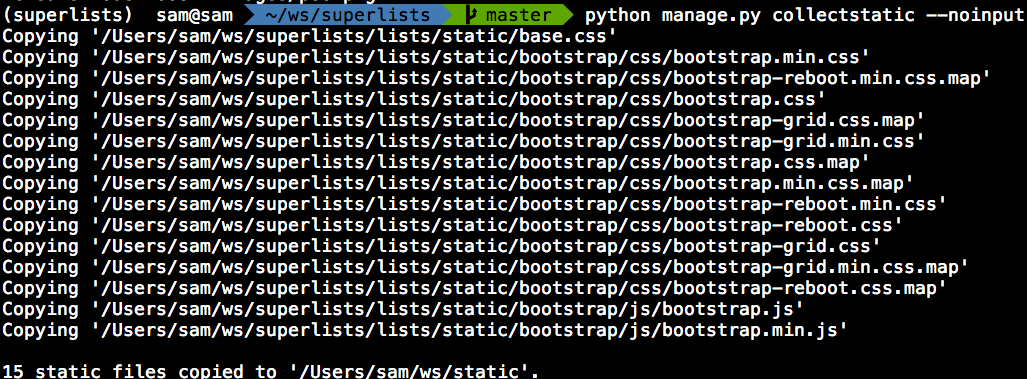 (superlists) sam@sam ~/ws/superlists master python manage.py collectstatic --noinput
Copying '/Users/sam/ws/superlists/lists/static/base.css'
Copying '/Users/sam/ws/superlists/lists/static/bootstrap/css/bootstrap.min.css'
Copying '/Users/sam/ws/superlists/lists/static/bootstrap/css/bootstrap-reboot.min.css.map'
Copying '/Users/sam/ws/superlists/lists/static/bootstrap/css/bootstrap.css'
Copying '/Users/sam/ws/superlists/lists/static/bootstrap/css/bootstrap-grid.css.map'
Copying '/Users/sam/ws/superlists/lists/static/bootstrap/css/bootstrap-grid.min.css'
Copying '/Users/sam/ws/superlists/lists/static/bootstrap/css/bootstrap.css.map'
Copying '/Users/sam/ws/superlists/lists/static/bootstrap/css/bootstrap.min.css.map'
Copying '/Users/sam/ws/superlists/lists/static/bootstrap/css/bootstrap-reboot.min.css'
Copying '/Users/sam/ws/superlists/lists/static/bootstrap/css/bootstrap-reboot.css'
Copying '/Users/sam/ws/superlists/lists/static/bootstrap/css/bootstrap-grid.css'
Copying '/Users/sam/ws/superlists/lists/static/bootstrap/css/bootstrap-grid.min.css.map'
Copying '/Users/sam/ws/superlists/lists/static/bootstrap/css/bootstrap-reboot.css.map'
Copying '/Users/sam/ws/superlists/lists/static/bootstrap/js/bootstrap.js'
Copying '/Users/sam/ws/superlists/lists/static/bootstrap/js/bootstrap.min.js'
15 static files copied to '/Users/sam/ws/static'.